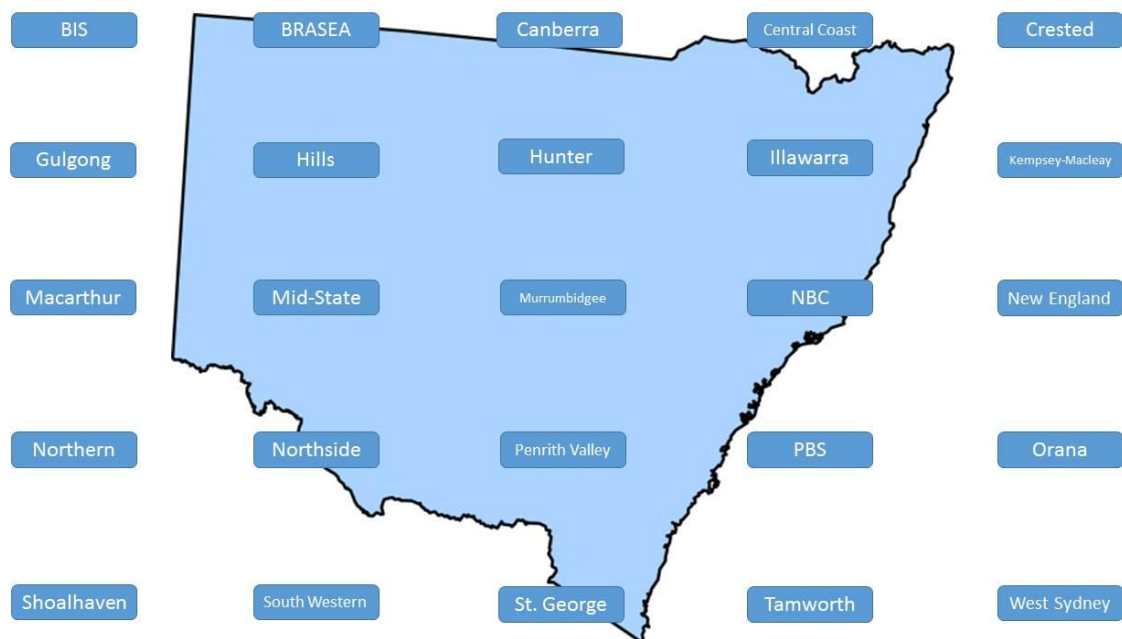 BIS
BRASEA
Canberra
Central Coast
Crested
Gulgong
Hills
Hunter
Illawarra
Kempsey-Macleay
Macarthur
Mid-State
Murrumbidgee
NBC
New England
Northern
Northside
Penrith Valley
PBS
Orana
Shoalhaven
South Western
St. George
Tamworth
West Sydney